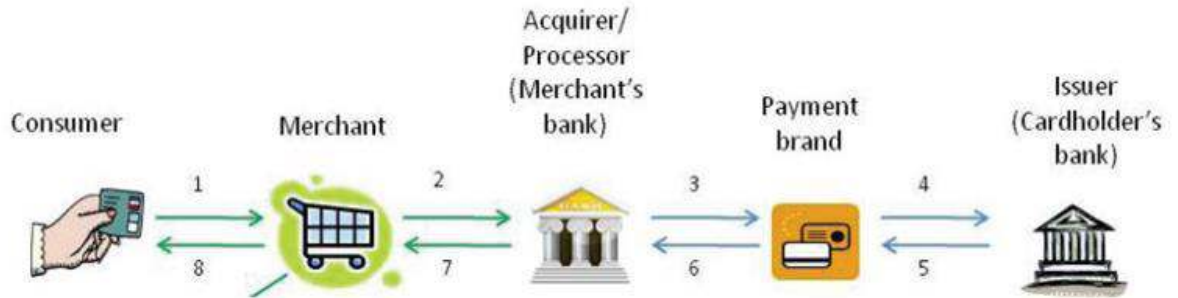 Acquirer/
Processor
(Merchant's
bank)
Consumer
Merchant
Payment
brand
Issuer
(Cardholder's
bank)
1
2
3
4
8
7
6
5